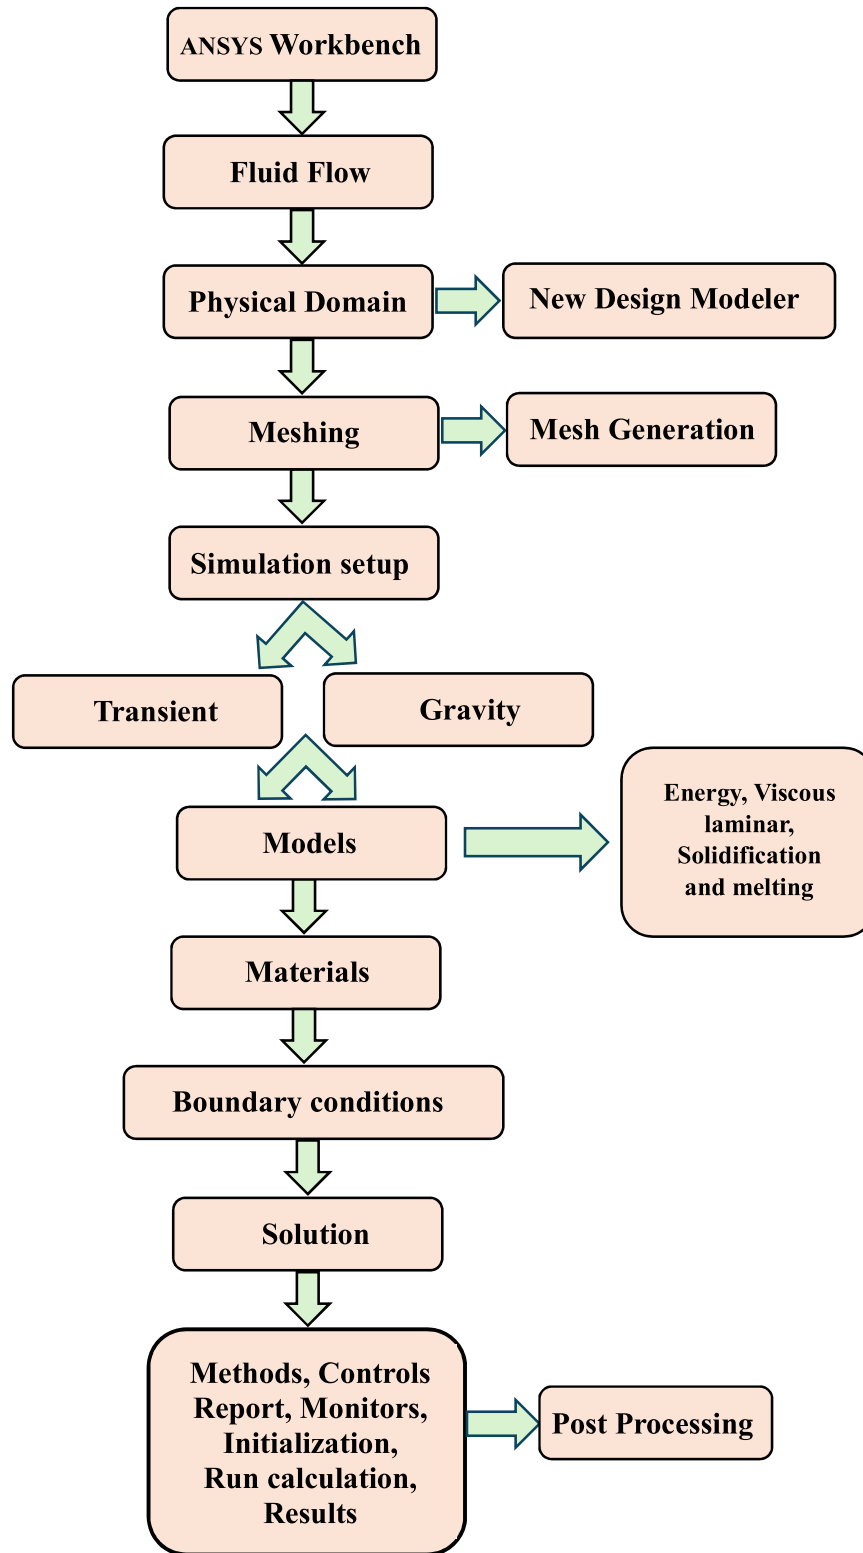 ANSYS Workbench
Fluid Flow
Physical Domain
New Design Modeler
Meshing
Mesh Generation
Simulation setup
Transient
Gravity
Models
Energy, Viscous
laminar,
Solidification
and melting
Materials
Boundary conditions
Solution
Methods, Controls
Report, Monitors,
Initialization,
Run calculation,
Results
Post Processing